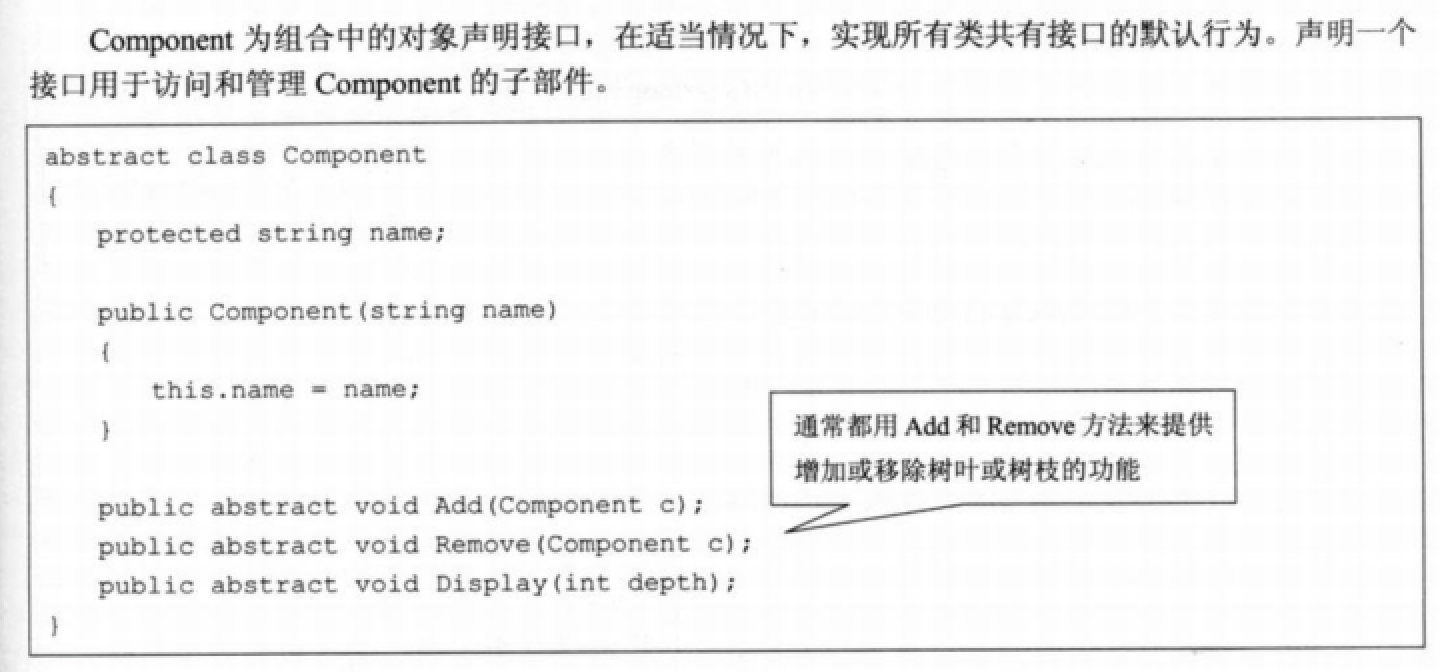 Component 为组合中的对象声明接口，在适当情况下，实现所有类共有接口的默认行为。声明一个
接口用于访问和管理 Component 的子部件。
abstract class Component
{
protected string name;
public Component(string name)
{
this.name = name;
}
通常都用 Add 和 Remove 方法来提供
增加或移除树叶或树枝的功能
public abstract void Add(Component c);
public abstract void Remove(Component c);
public abstract void Display(int depth);
}